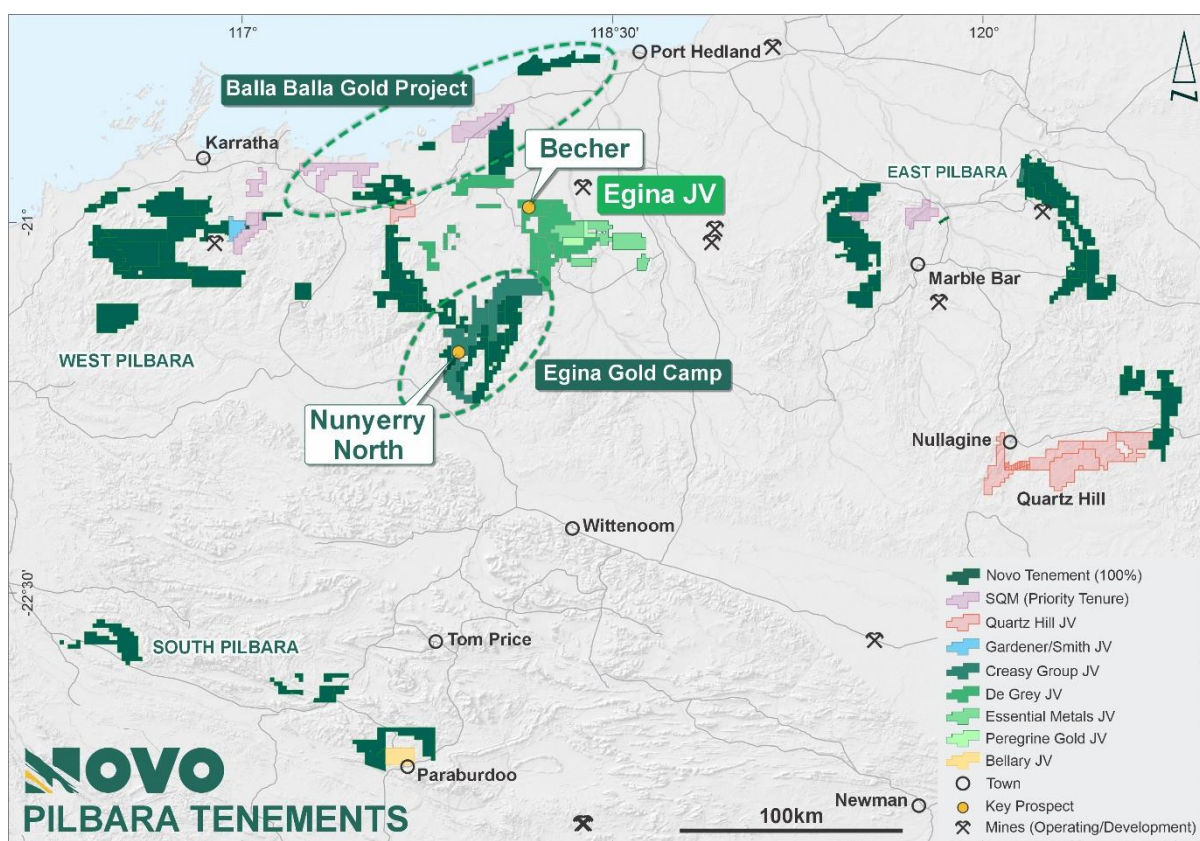 117°
118°30'
120°
Port Hedland
Balla Balla Gold Project
Karratha
Becher
Egina JV
EAST PILBARA
-21°
Marble Bar
WEST PILBARA
Egina Gold Camp
Nunyerry
North
Nullagine
Quartz Hill
Wittenoom
-22°30'
SOUTH PILBARA
Tom Price
Paraburdoo
Newman
Novo Tenement (100%)
SQM (Priority Tenure)
Quartz Hill JV
Gardener/Smith JV
Creasy Group JV
De Grey JV
Essential Metals JV
Peregrine Gold JV
Bellary JV
Town
Key Prospect
Mines (Operating/Development)
NOVO
PILBARA TENEMENTS
100km
N